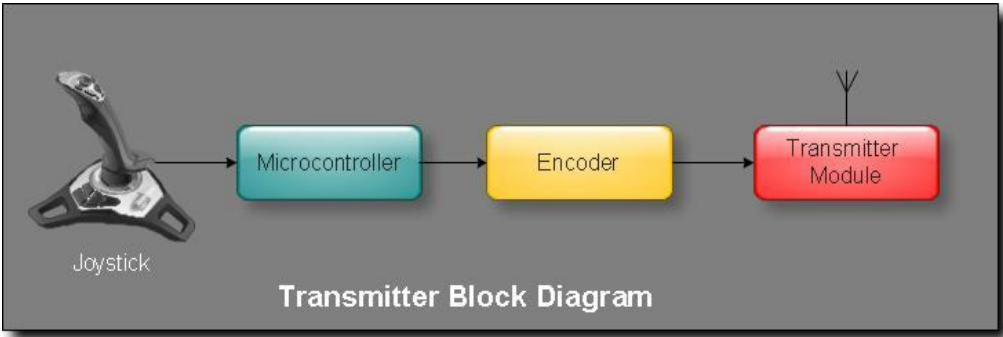 Microcontroller
Encoder
Transmitter
Module
Joystick
Transmitter Block Diagram